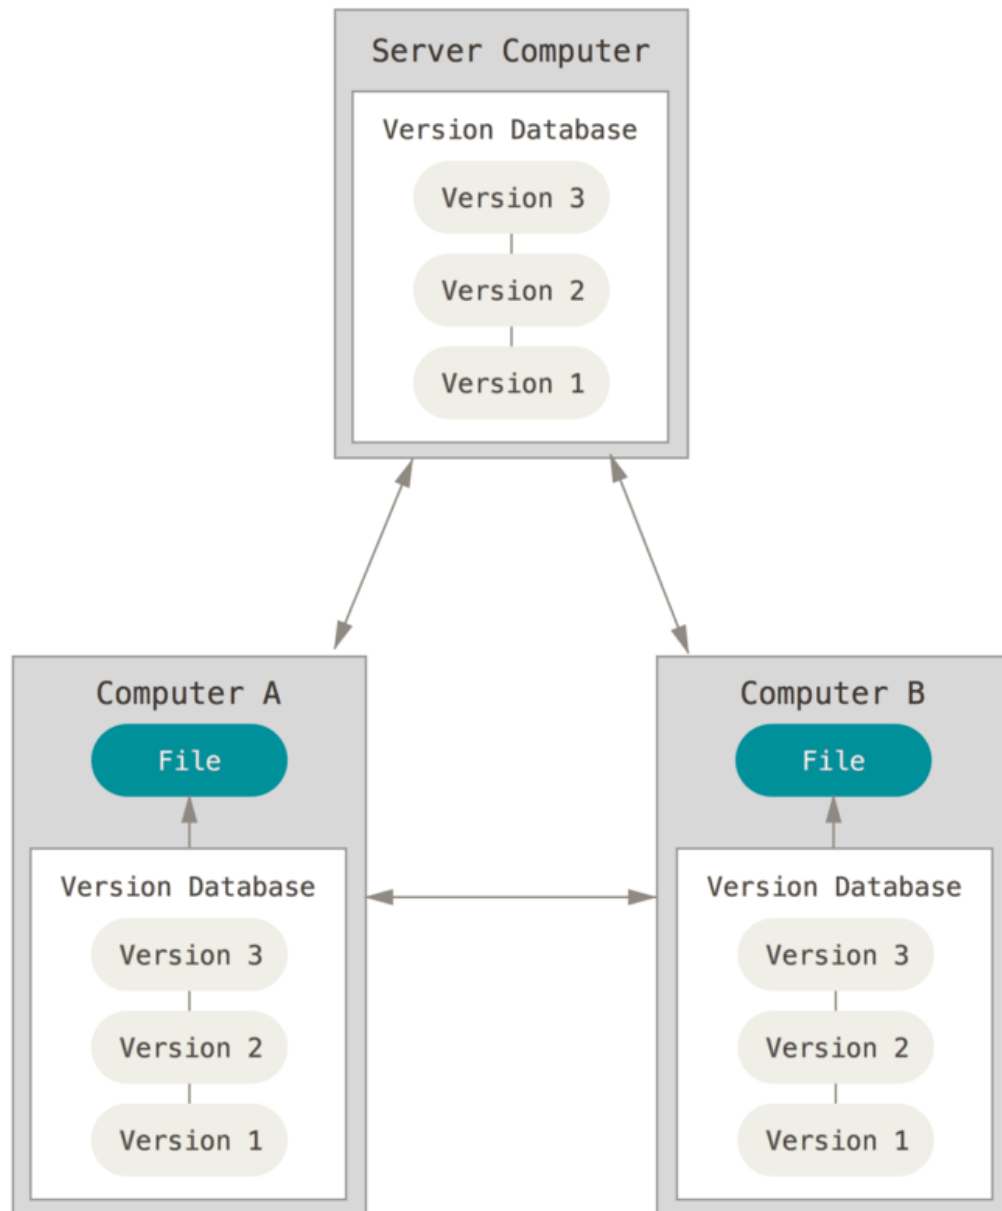 Server Computer
Version Database
Version 3
Version 2
Version 1
Computer A
File
Version Database
Version 3
Version 2
Version 1
Computer B
File
Version Database
Version 3
Version 2
Version 1